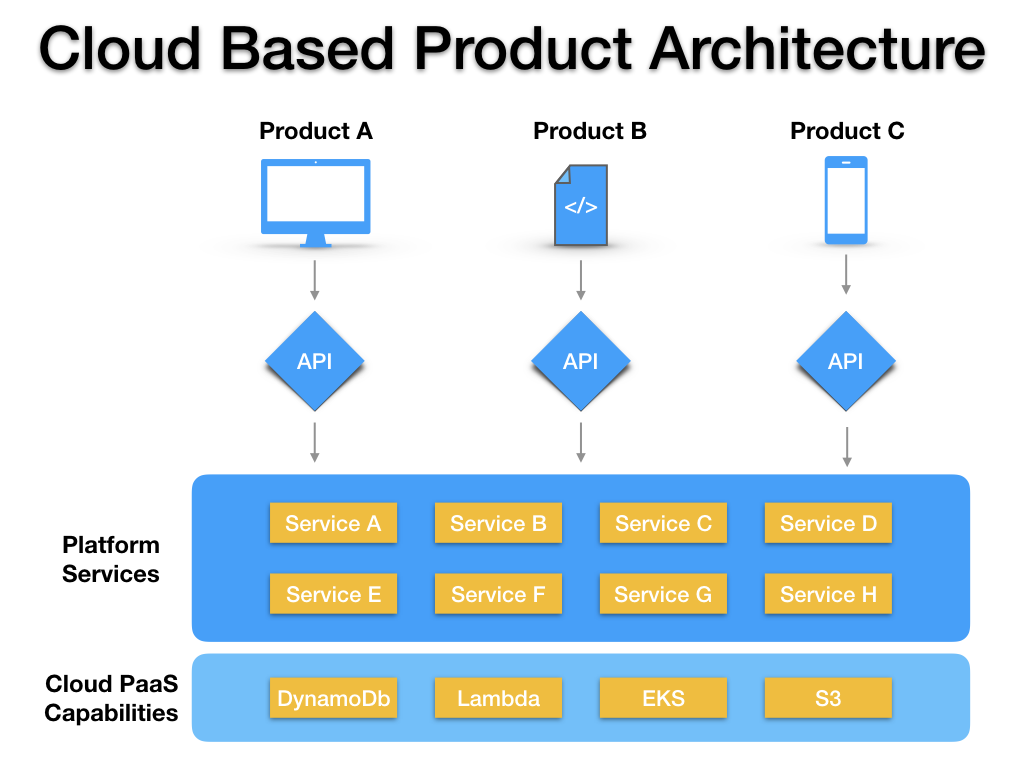 Cloud Based Product Architecture
Product A
Product B
Product C
</>
API
API
API
Platform
Services
Service A
Service B
Service C
Service D
Service E
Service F
Service G
Service H
Cloud PaaS
Capabilities
DynamoDb
Lambda
EKS
S3